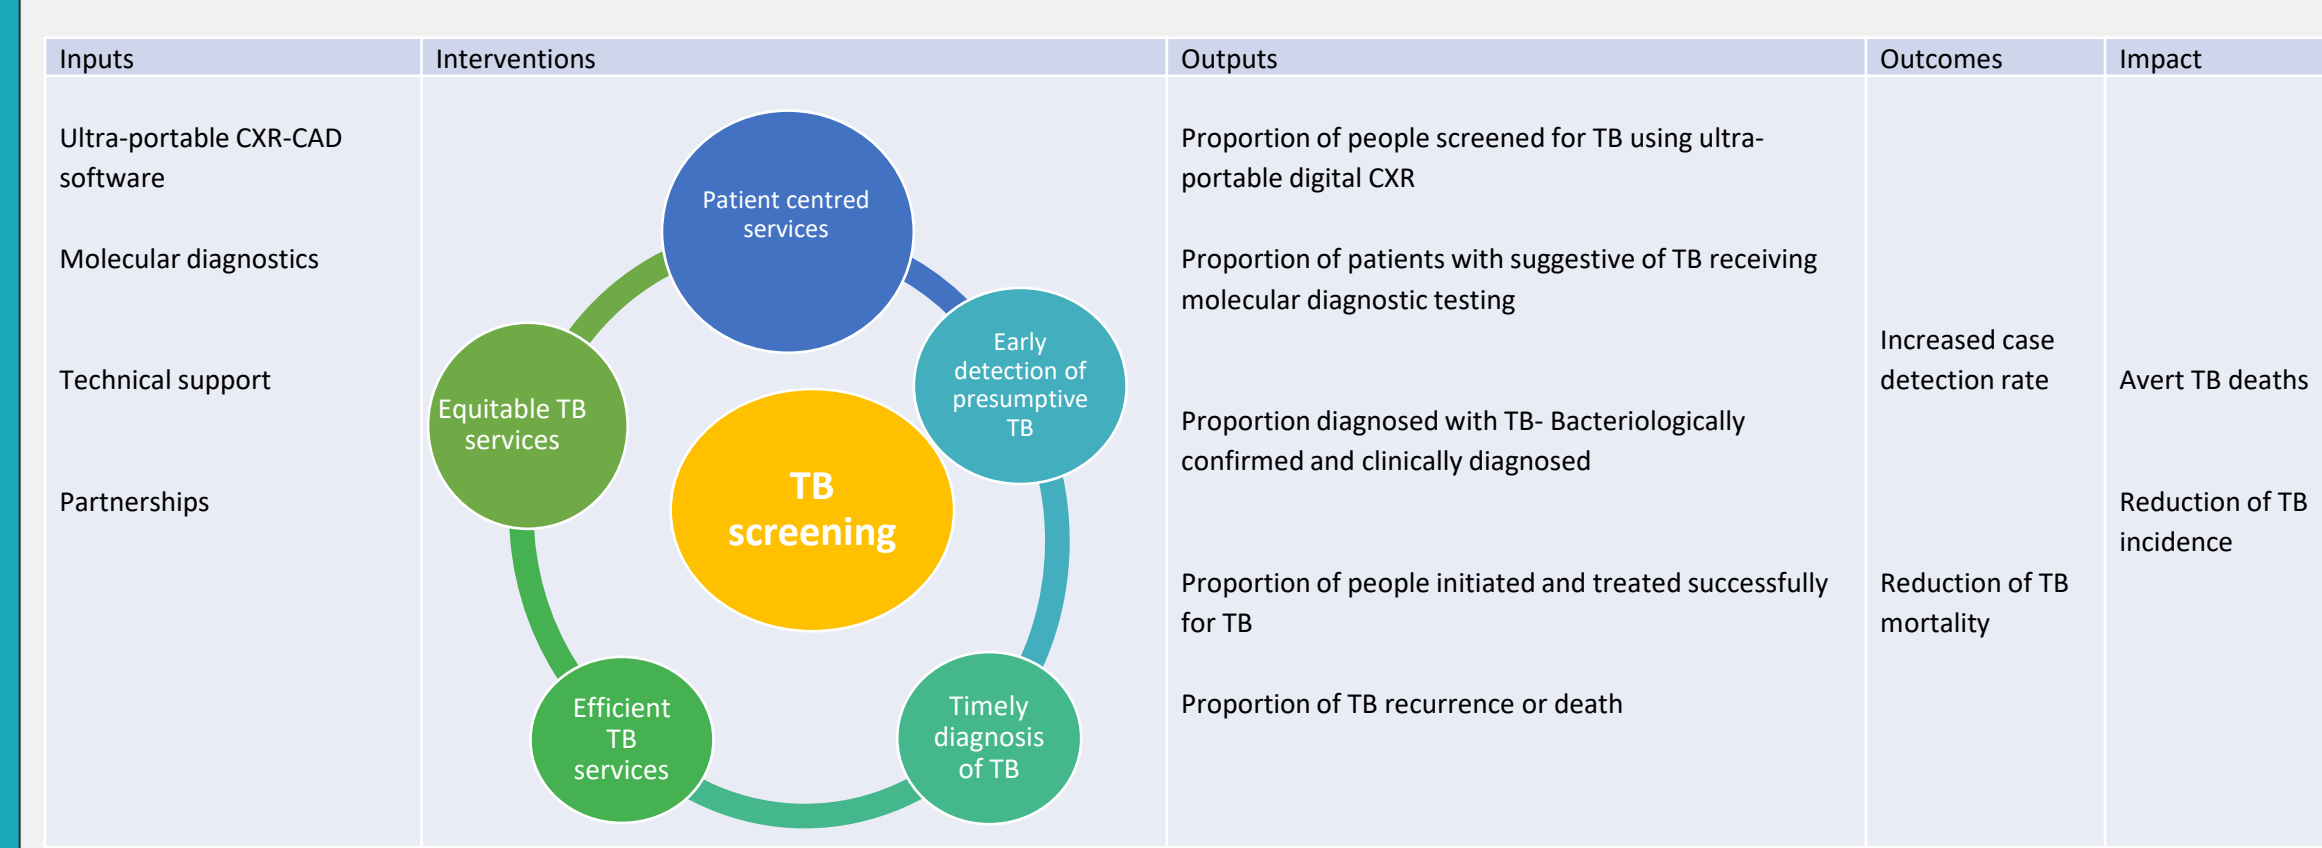 Inputs
Interventions
Outputs
Outcomes
Impact
Ultra-portable CXR-CAD
software
Molecular diagnostics
Technical support
Partnerships
Patient centred
services
Early
detection of
presumptive
TB
Timely
diagnosis
of TB
Efficient
TB
services
Equitable TB
services
TB
screening
Proportion of people screened for TB using ultra-
portable digital CXR
Proportion of patients with suggestive of TB receiving
molecular diagnostic testing
Proportion diagnosed with TB- Bacteriologically
confirmed and clinically diagnosed
Proportion of people initiated and treated successfully
for TB
Proportion of TB recurrence or death
Increased case
detection rate
Reduction of TB
mortality
Avert TB deaths
Reduction of TB
incidence